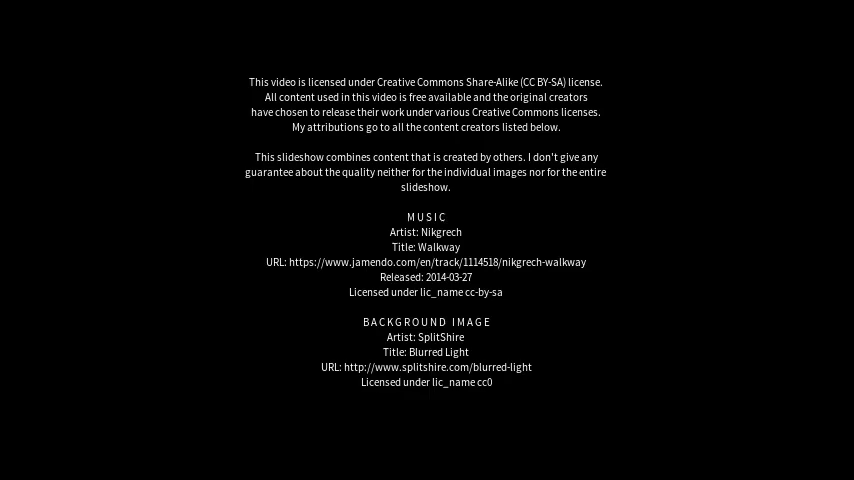 This video is licensed under Creative Commons Share-Alike (CC BY-SA) license.
All content used in this video is free available and the original creators
have chosen to release their work under various Creative Commons licenses.
My attributions go to all the content creators listed below.
This slideshow combines content that is created by others. I don't give any
guarantee about the quality neither for the individual images nor for the entire
slideshow.
MUSIC
Artist: Nikgrech
Title: Walkway
URL: https://www.jamendo.com/en/track/1114518/nikgrech-walkway
Released: 2014-03-27
Licensed under lic_name cc-by-sa
BACKGROUND IMAGE
Artist: SplitShire
Title: Blurred Light
URL: http://www.splitshire.com/blurred-light
Licensed under lic_name cc0